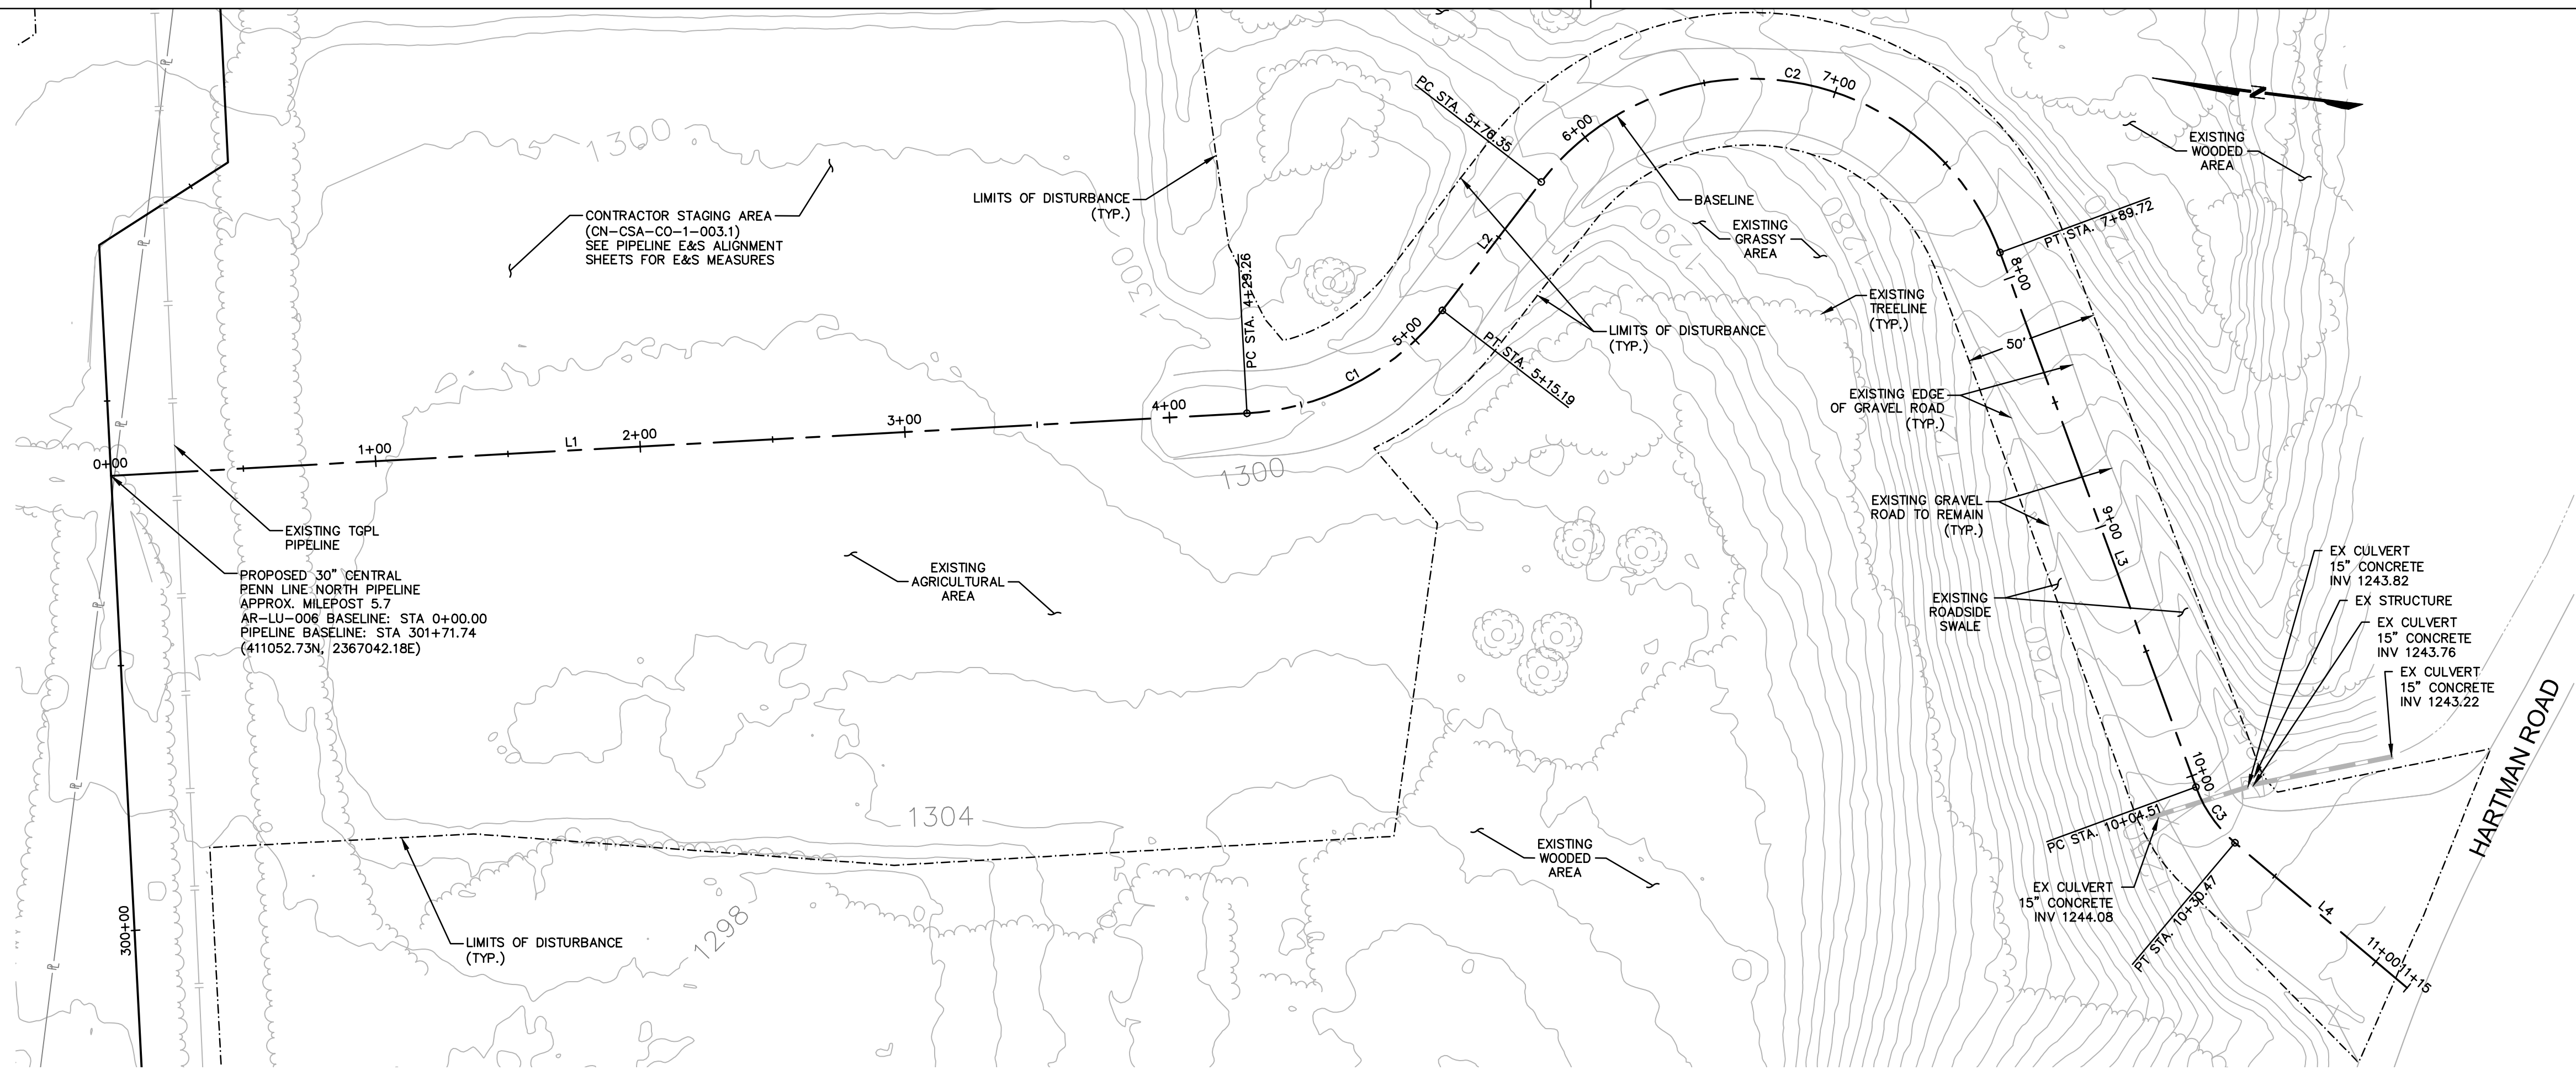 1300
CONTRACTOR STAGING AREA
(CN-CSA-CO-1-003.1)
SEE PIPELINE E&S ALIGNMENT
SHEETS FOR E&S MEASURES
LIMITS OF DISTURBANCE
(TYP.)
1300
PC STA. 4+29.26
PC STA. 5+76.35
6+00
C2
7+00
N
EXISTING
WOODED
AREA
BASELINE
EXISTING
GRASSY
AREA
1290
1280
PT STA. 7+89.72
8+00
L2
5+00
C1
PT STA. 5+15.19
LIMITS OF DISTURBANCE
(TYP.)
EXISTING
TREELINE
(TYP.)
50'
EXISTING EDGE
OF GRAVEL ROAD
(TYP.)
0+00
1+00
L1
2+00
3+00
4+00
1300
EXISTING TGPL
PIPELINE
PROPOSED 30" CENTRAL
PENN LINE NORTH PIPELINE
APPROX. MILEPOST 5.7
AR-LU-006 BASELINE: STA 0+00.00
PIPELINE BASELINE: STA 301+71.74
(411052.73N, 2367042.18E)
EXISTING
AGRICULTURAL
AREA
EXISTING GRAVEL
ROAD TO REMAIN
(TYP.)
9+00
L3
EXISTING
ROADSIDE
SWALE
1260
EX CULVERT
15" CONCRETE
INV 1243.82
EX STRUCTURE
EX CULVERT
15" CONCRETE
INV 1243.76
EX CULVERT
15" CONCRETE
INV 1243.22
HARTMAN ROAD
10+00
C3
PC STA. 10+04.51
1304
EXISTING
WOODED
AREA
EX CULVERT
15" CONCRETE
INV 1244.08
PT STA. 10+30.47
L4
11+00
11+15
300+00
LIMITS OF DISTURBANCE
(TYP.)
1298